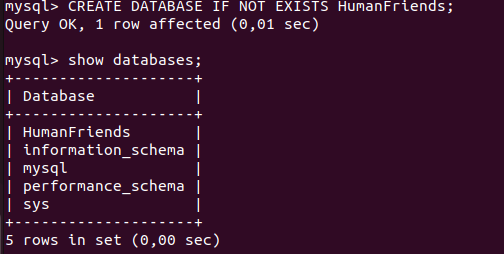 mysql> CREATE DATABASE IF NOT EXISTS HumanFriends;
Query OK, 1 row affected (0,01 sec)

mysql> show databases;
+--------------------+
| Database           |
+--------------------+
| HumanFriends       |
| information_schema |
| mysql              |
| performance_schema |
| sys                |
+--------------------+
5 rows in set (0,00 sec)